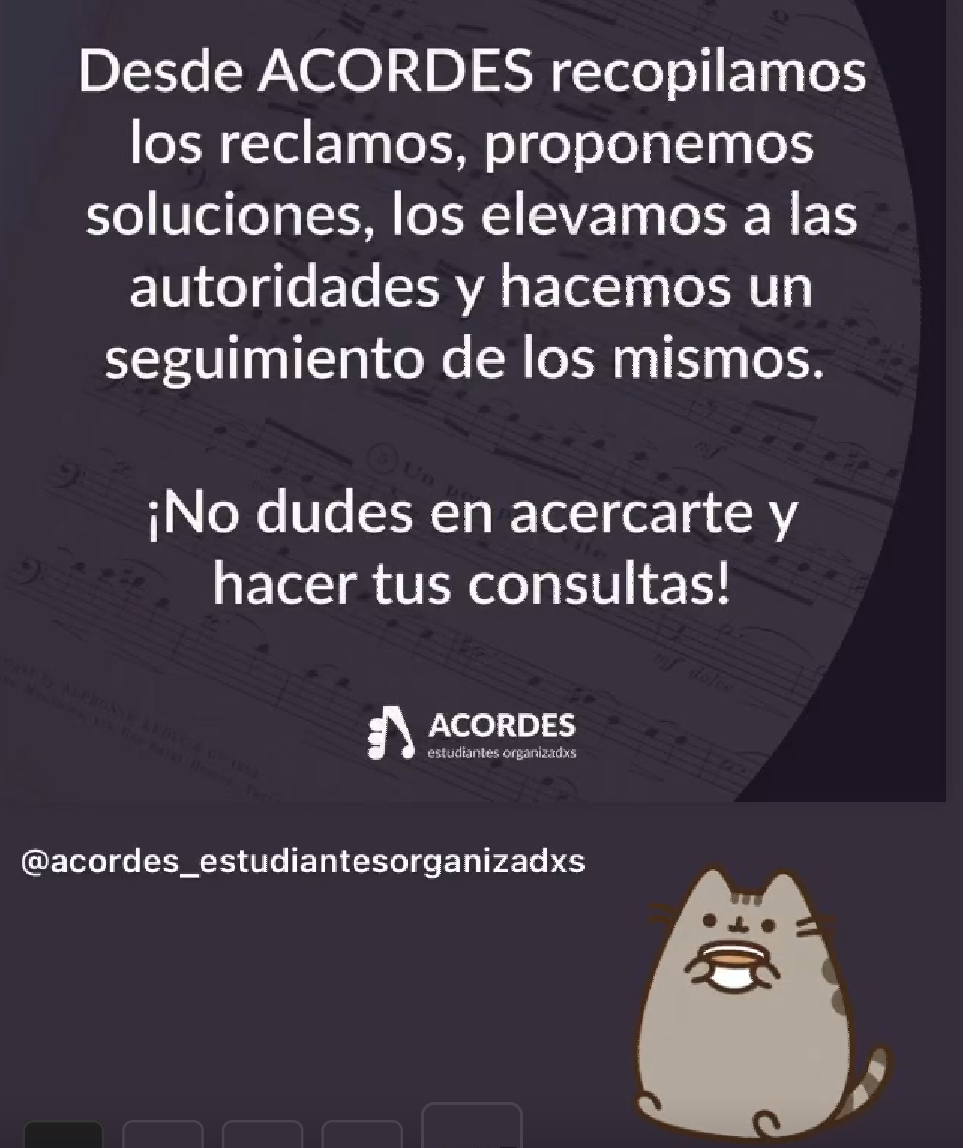 Desde ACORDES recopilamos
los reclamos, proponemos
soluciones, los elevamos a las
autoridades y hacemos un
seguimiento de los mismos.
¡No dudes en acercarte y
hacer tus consultas!
ACORDES
estudiantes organizadxs
@acordes_estudiantesorganizadxs